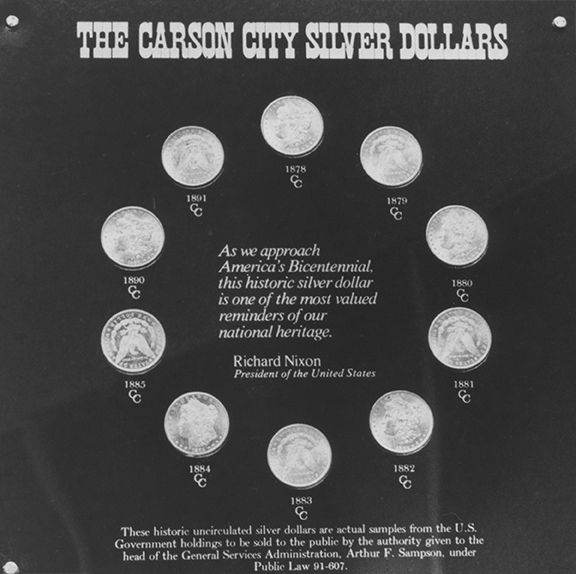 THE CARSON CITY SILVER DOLLARS
1878
CC
1879
CC
1880
CC
1881
CC
1882
CC
1883
CC
1884
CC
1885
CC
1890
CC
1891
CC
As we approach
America's Bicentennial,
this historic silver dollar
is one of the most valued
reminders of our
national heritage.
Richard Nixon
President of the United States
These historic uncirculated silver dollars are actual samples from the U.S.
Government holdings to be sold to the public by the authority given to the
head of the General Services Administration, Arthur F. Sampson, under
Public Law 91-607.